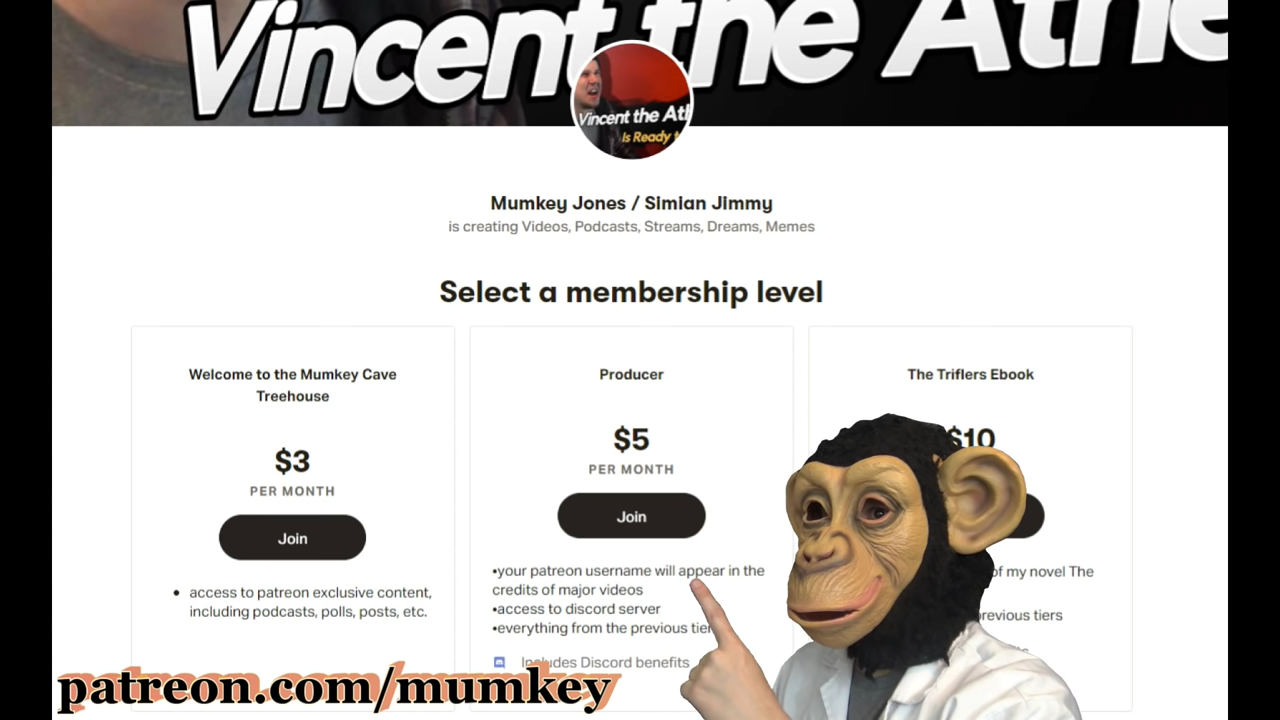 Vincent the Athe
Vincent the Atl
Is Ready t
Mumkey Jones / Simian Jimmy
is creating Videos, Podcasts, Streams, Dreams, Memes
Select a membership level
Welcome to the Mumkey Cave
Treehouse
$3
PER MONTH
Join
• access to patreon exclusive content,
including podcasts, polls, posts, etc.
Producer
$5
PER MONTH
Join
•your patreon username will appear in the
credits of major videos
•access to discord server
•everything from the previous tier
Includes Discord benefits
The Triflers Ebook
$10
of my novel The
previous tiers
patreon.com/mumkey